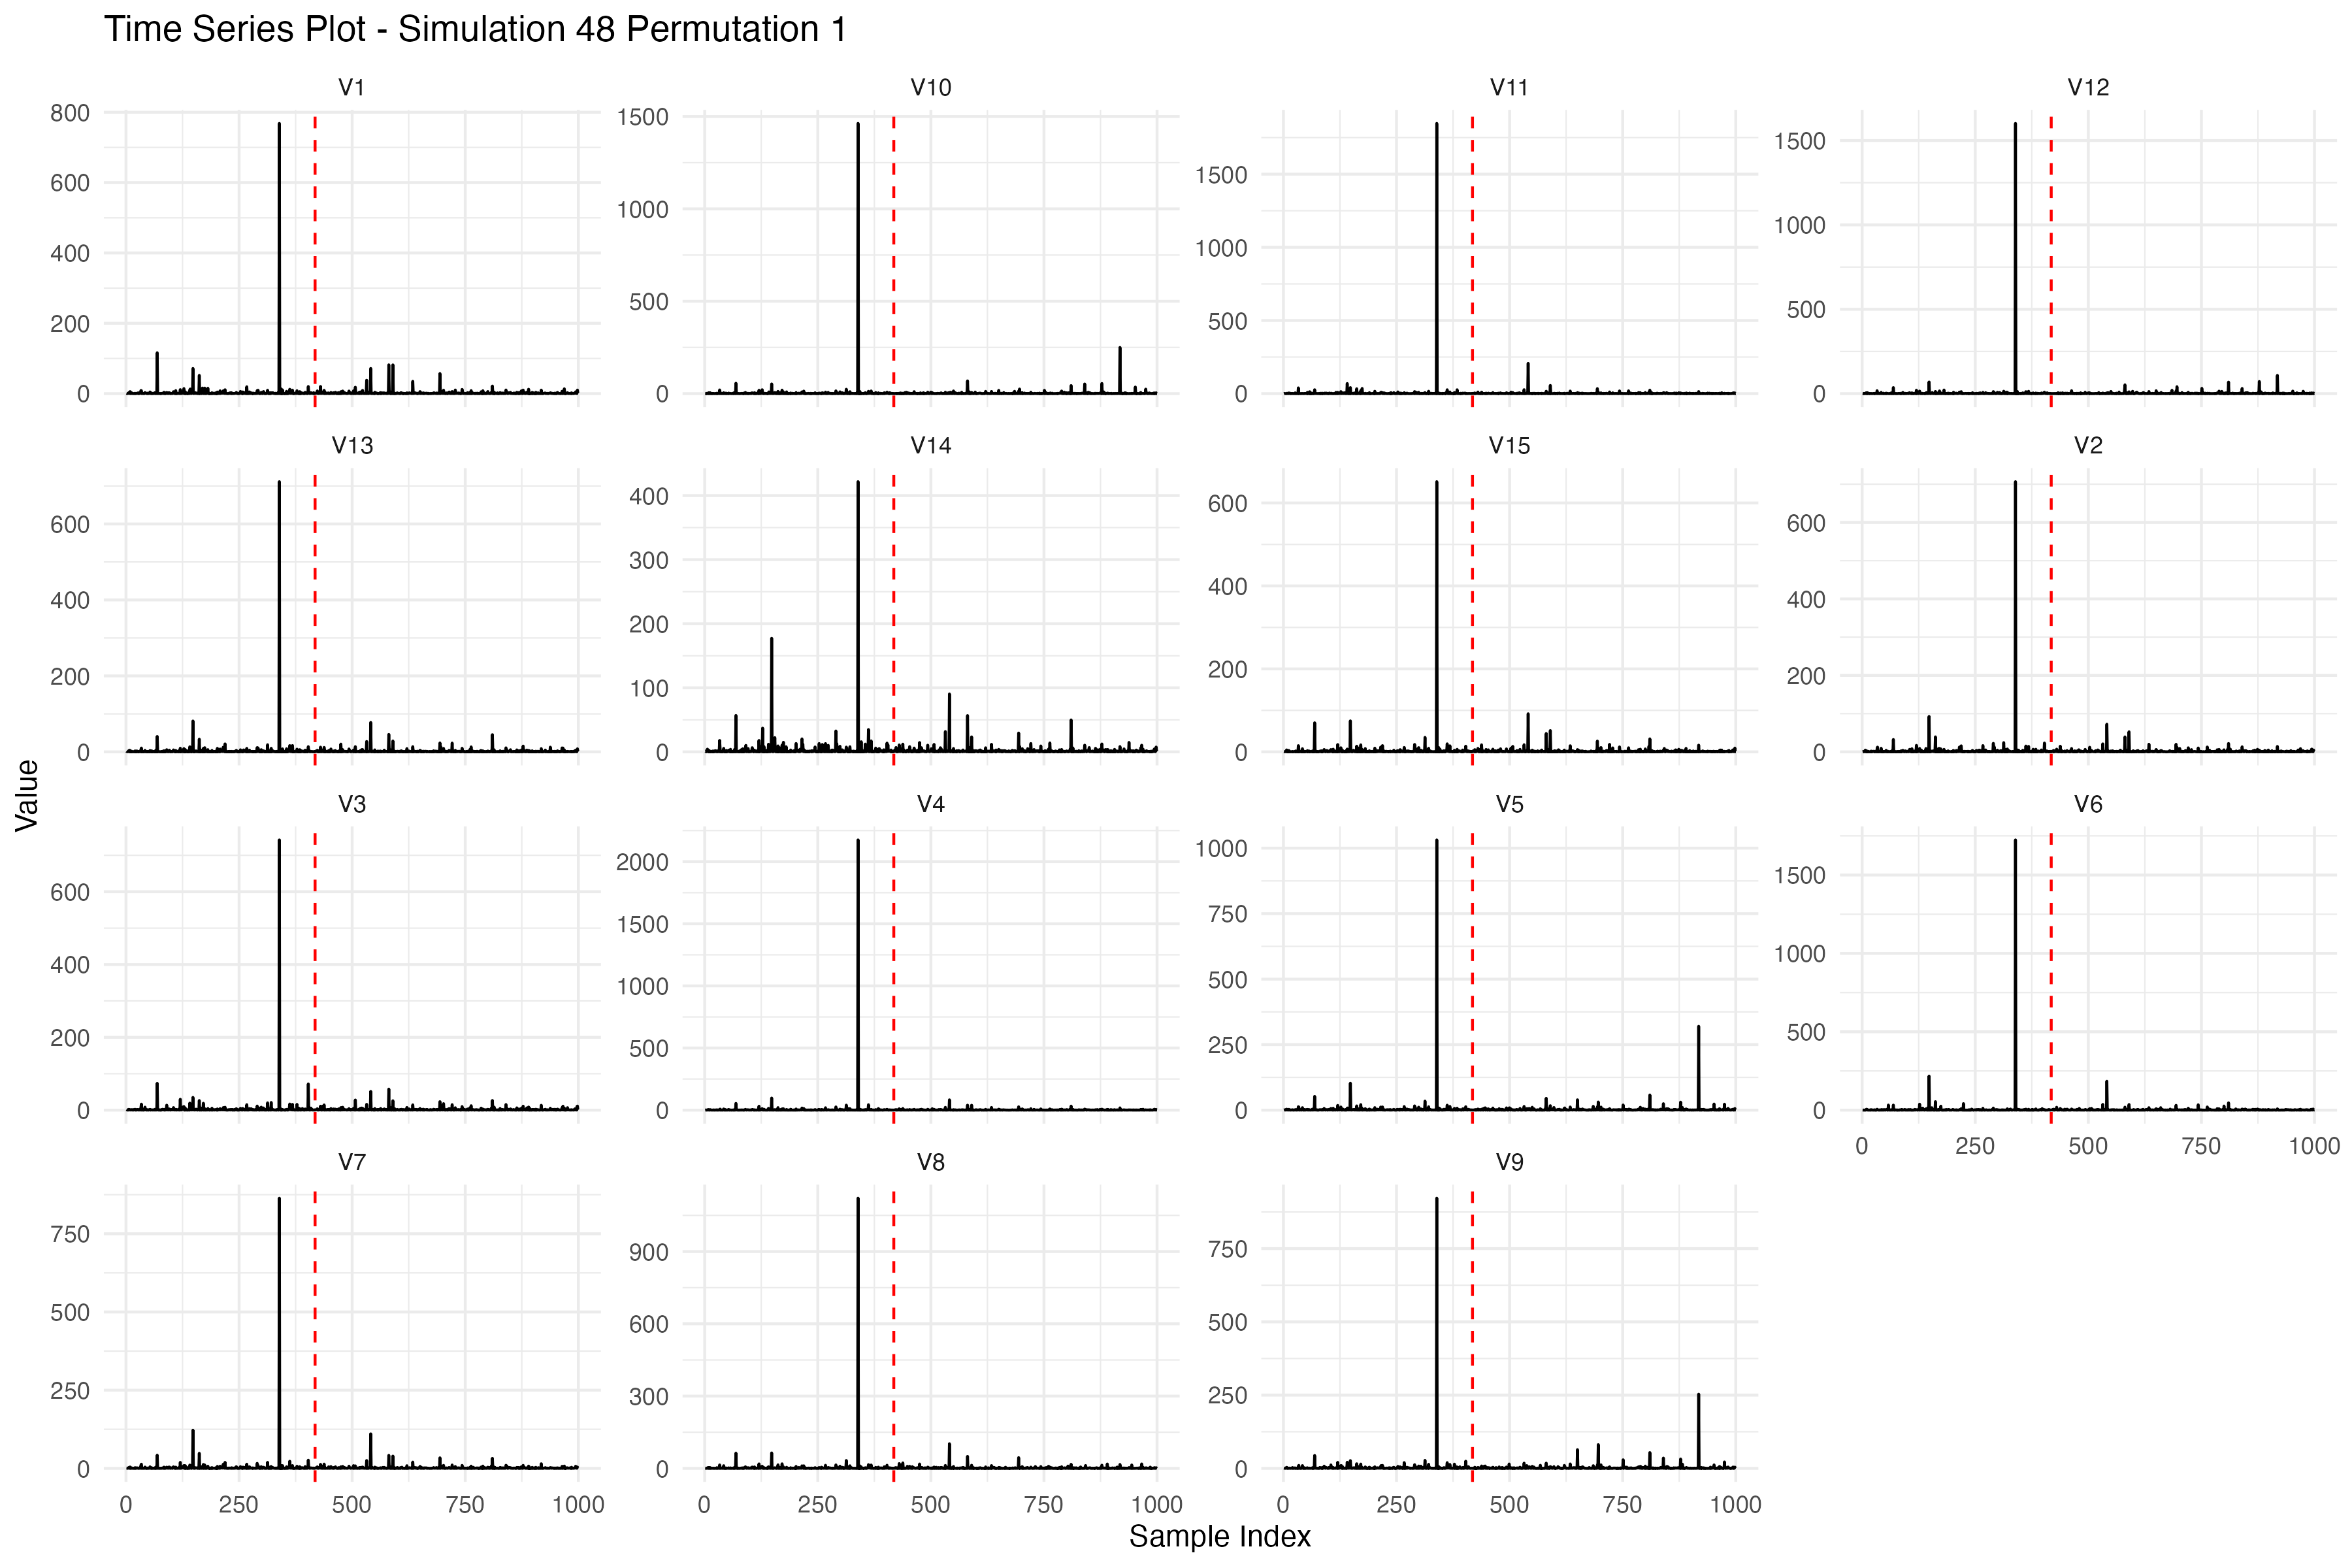 Time Series Plot - Simulation 48 Permutation 1
V1 V10 V11 V12
800 600 400 200 0
1500 1000 500 0
1500 1000 500 0
1500 1000 500 0
V13 V14 V15 V2
600 400 200 0
400 300 200 100 0
600 400 200 0
600 400 200 0
Value
V3 V4 V5 V6
600 400 200 0
2000 1500 1000 500 0
1000 750 500 250 0
1500 1000 500 0
0 250 500 750 1000
V7 V8 V9
750 500 250 0
900 600 300 0
750 500 250 0
0 250 500 750 1000
0 250 500 750 1000
0 250 500 750 1000
Sample Index